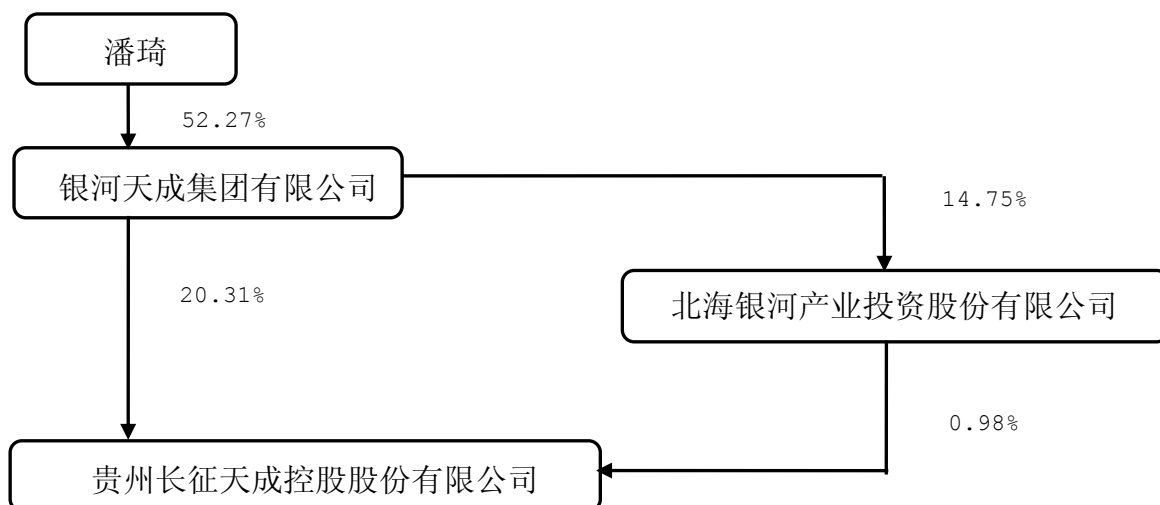 潘琦
52.27%
银河天成集团有限公司
14.75%
20.31%
北海银河产业投资股份有限公司
0.98%
贵州长征天成控股股份有限公司